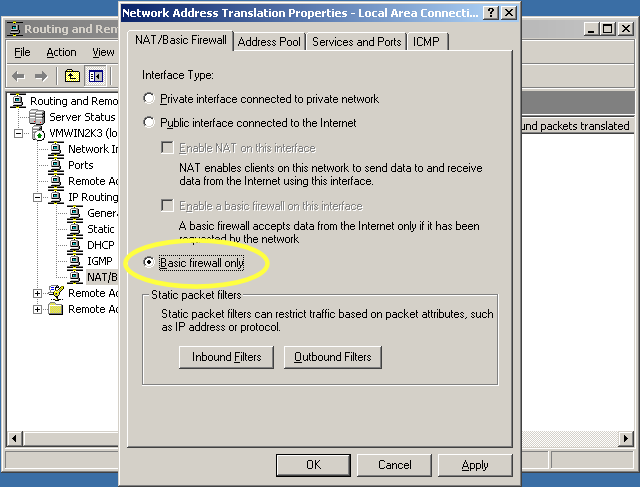 Routing and Remo
File Action View
Routing and Remo
Server Status
VMWIN2K3 (lo
Network In
Ports
Remote Ac
IP Routing
Genera
Static
DHCP
IGMP
NAT/B
Remote Ac
Remote Ac
und packets translated
Network Address Translation Properties - Local Area Connecti...
NAT/Basic Firewall Address Pool Services and Ports ICMP
Interface Type:
Private interface connected to private network
Public interface connected to the Internet
Enable NAT on this interface
NAT enables clients on this network to send data to and receive
data from the Internet using this interface.
Enable a basic firewall on this interface
A basic firewall accepts data from the Internet only if it has been
requested by the network
Basic firewall only
Static packet filters
Static packet filters can restrict traffic based on packet attributes, such
as IP address or protocol.
Inbound Filters Outbound Filters
OK Cancel Apply